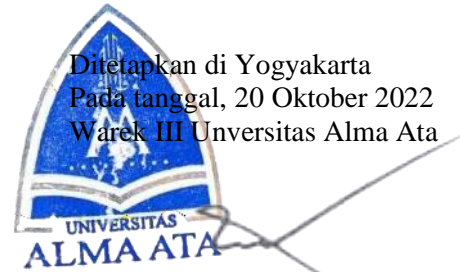 Ditetapkan di Yogyakarta
Pada tanggal, 20 Oktober 2022
Warek III Unversitas Alma Ata
UNIVERSITAS
ALMA ATA